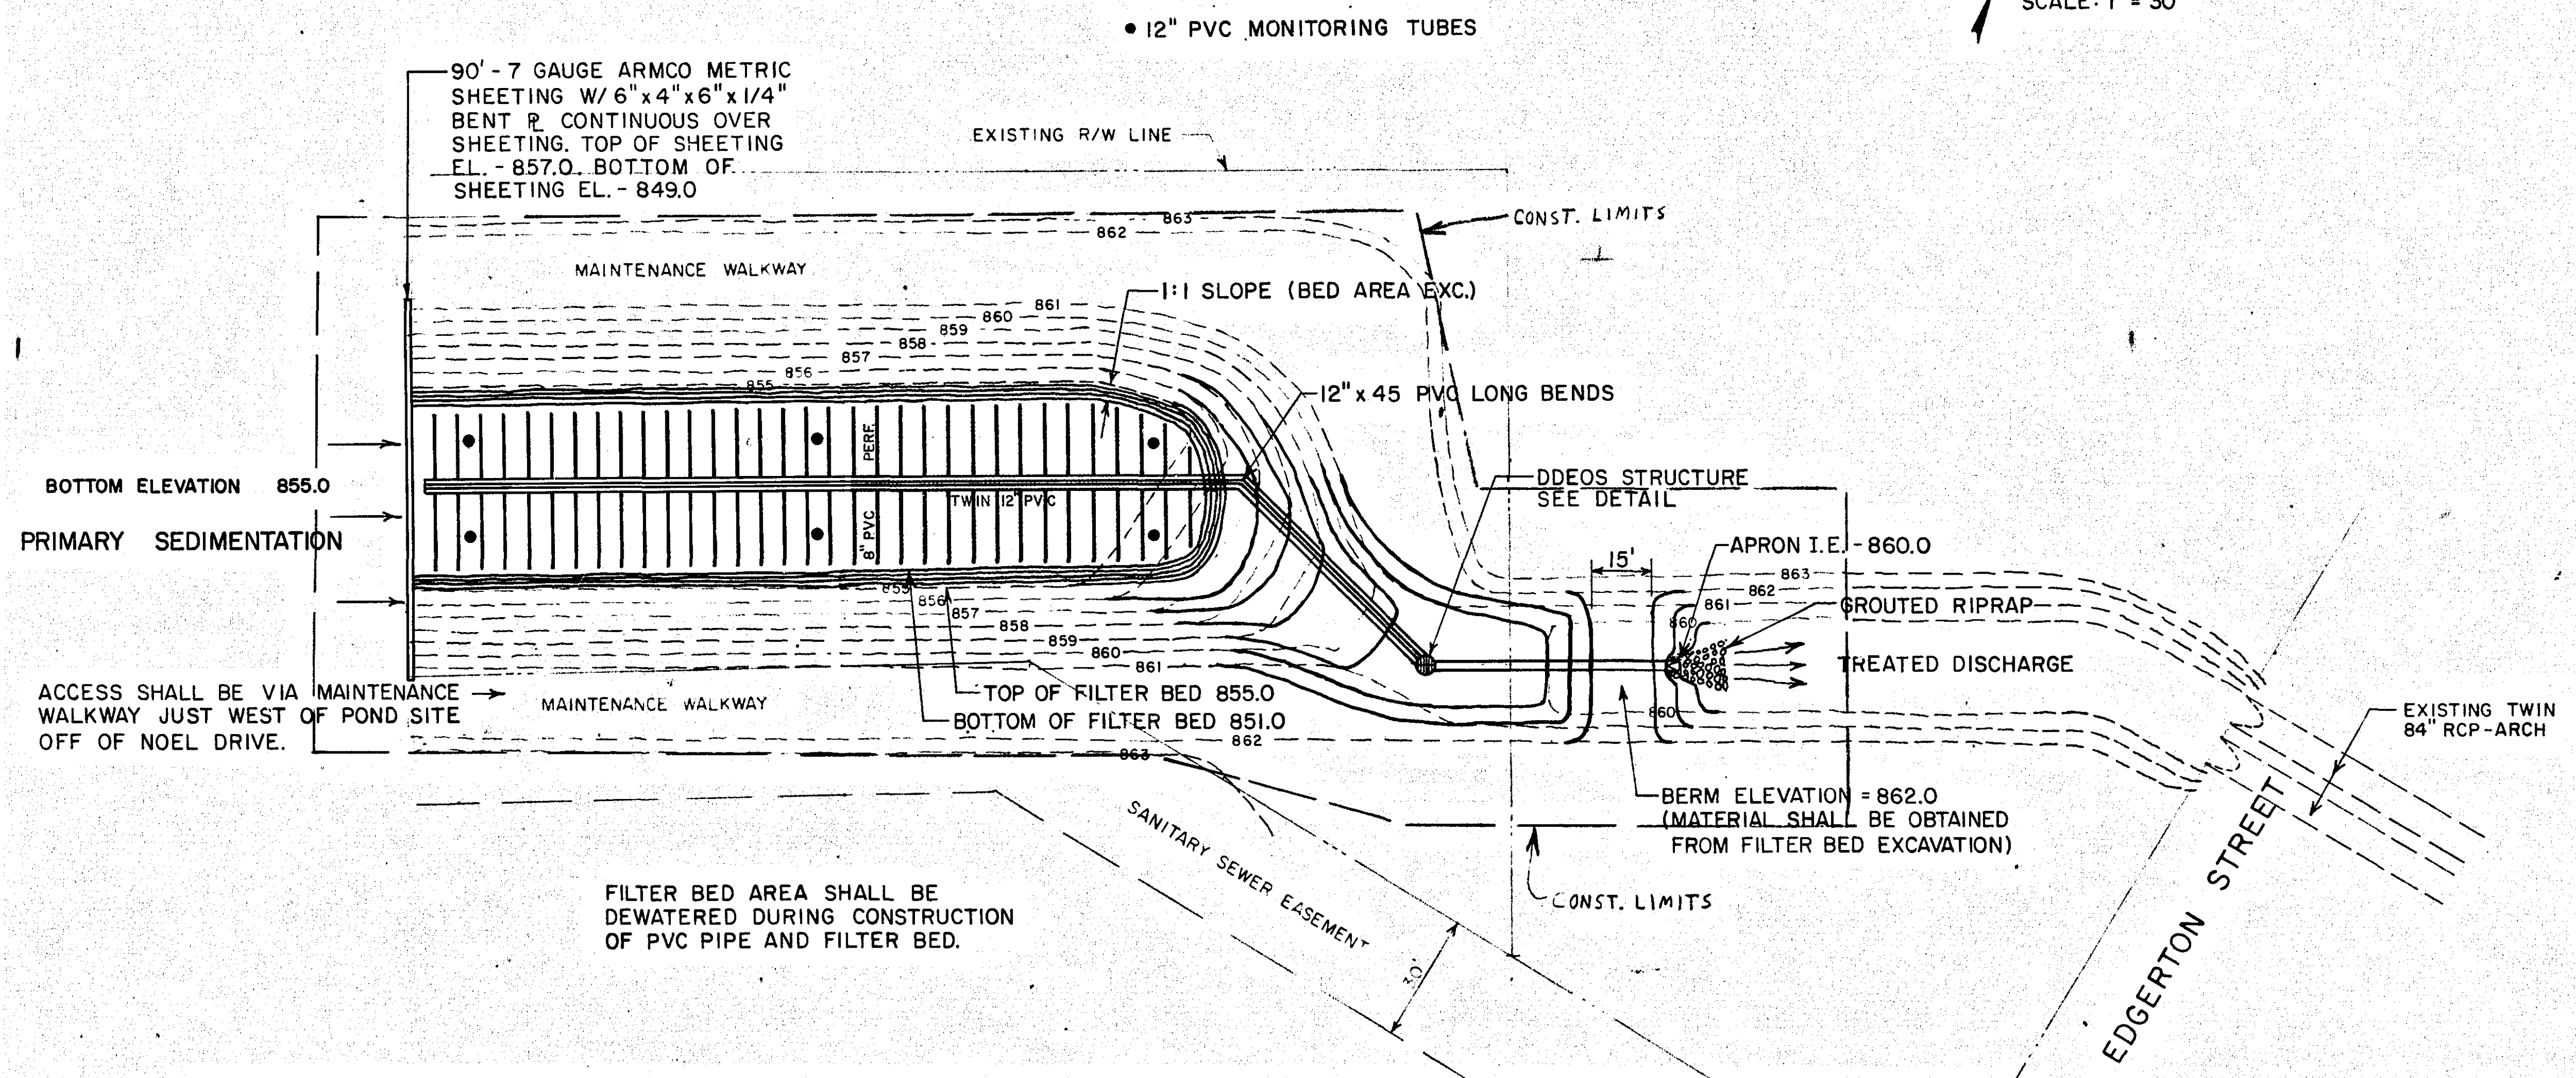 SCALE: 1" = 30'
● 12" PVC MONITORING TUBES
90' - 7 GAUGE ARMCO METRIC
SHEETING W/ 6" x 4" x 6" x 1/4"
BENT ℄ CONTINUOUS OVER
SHEETING. TOP OF SHEETING
EL. - 857.0. BOTTOM OF
SHEETING EL. - 849.0
EXISTING R/W LINE
CONST. LIMITS
863
862
MAINTENANCE WALKWAY
1:1 SLOPE (BED AREA EXC.)
861
860
859
858
857
856
855
12" x 45 PVC LONG BENDS
PERF.
8" PVC
TWIN 12" PVC
BOTTOM ELEVATION 855.0
PRIMARY SEDIMENTATION
DDEOS STRUCTURE
SEE DETAIL
15'
APRON I.E. - 860.0
863
862
861
860
GROUTED RIPRAP
TREATED DISCHARGE
855
856
857
858
859
860
861
TOP OF FILTER BED 855.0
BOTTOM OF FILTER BED 851.0
ACCESS SHALL BE VIA MAINTENANCE
WALKWAY JUST WEST OF POND SITE
OFF OF NOEL DRIVE.
MAINTENANCE WALKWAY
862
863
860
EXISTING TWIN
84" RCP-ARCH
BERM ELEVATION = 862.0
(MATERIAL SHALL BE OBTAINED
FROM FILTER BED EXCAVATION)
CONST. LIMITS
SANITARY SEWER EASEMENT
30'
FILTER BED AREA SHALL BE
DEWATERED DURING CONSTRUCTION
OF PVC PIPE AND FILTER BED.
EDGERTON STREET